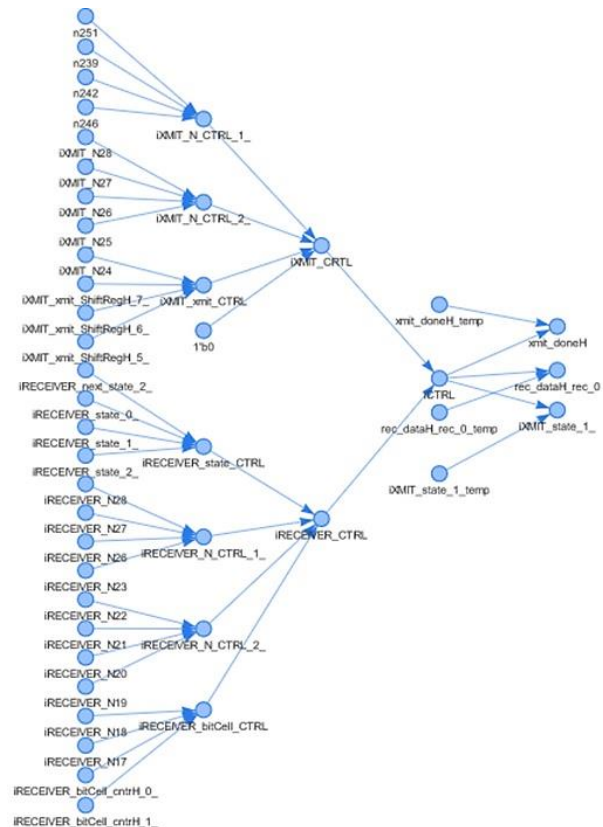 n251
n239
n242
n246
iXMIT_N28
iXMIT_N27
iXMIT_N26
iXMIT_N25
iXMIT_N24
iXMIT_xmit_ShiftRegH_7_
iXMIT_xmit_ShiftRegH_6_
iXMIT_xmit_ShiftRegH_5_
iRECEIVER_next_state_2_
iRECEIVER_state_0_
iRECEIVER_state_1_
iRECEIVER_state_2_
iRECEIVER_N28
iRECEIVER_N27
iRECEIVER_N26
iRECEIVER_N23
iRECEIVER_N22
iRECEIVER_N21
iRECEIVER_N20
iRECEIVER_N19
iRECEIVER_N18
iRECEIVER_N17
iRECEIVER_bitCell_cntrH_0_
iRECEIVER_bitCell_cntrH_1_
iXMIT_N_CTRL_1_
iXMIT_N_CTRL_2_
iXMIT_xmit_CTRL
1'b0
iRECEIVER_state_CTRL
iRECEIVER_N_CTRL_1_
iRECEIVER_N_CTRL_2_
iRECEIVER_bitCell_CTRL
iXMIT_CRTL
iRECEIVER_CTRL
xmit_doneH_temp
iCTRL
rec_dataH_rec_0_temp
iXMIT_state_1_temp
xmit_doneH
rec_dataH_rec_0
iXMIT_state_1_